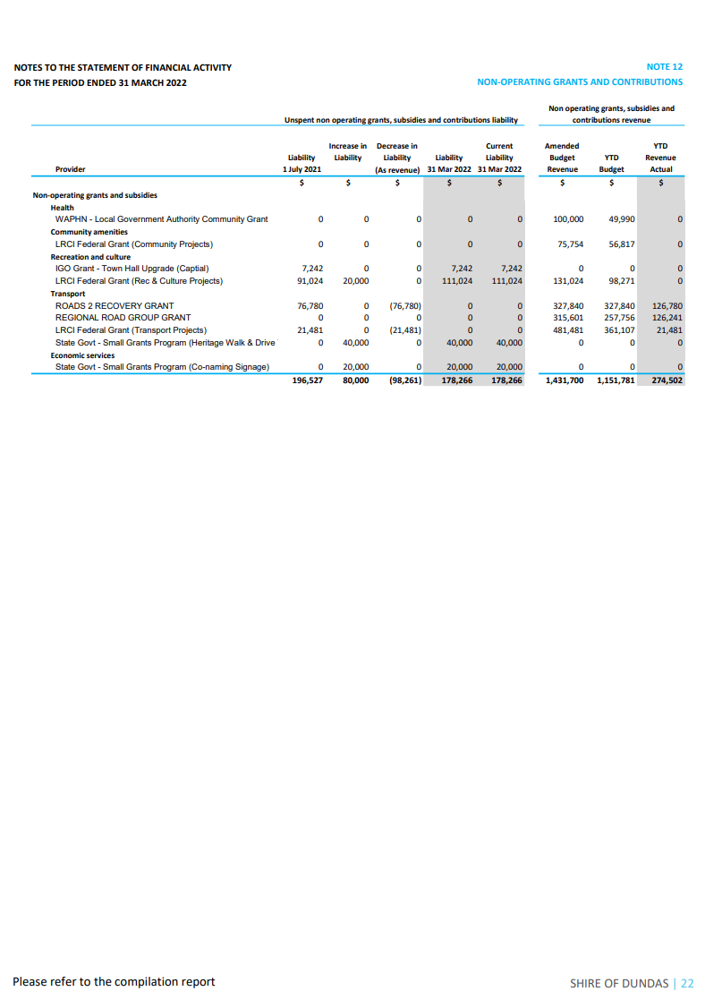 NOTES TO THE STATEMENT OF FINANCIAL ACTIVITY NOTE 12
FOR THE PERIOD ENDED 31 MARCH 2022 NON-OPERATING GRANTS AND CONTRIBUTIONS
Non operating grants, subsidies and
Unspent non operating grants, subsidies and contributions liability contributions revenue
Increase in Decrease in Current Amended YTD
Liability Liability Liability Liability Liability Budget YTD Revenue
Provider 1 July 2021 (As revenue) 31 Mar 2022 31 Mar 2022 Revenue Budget Actual
$ $ $ $ $ $ $ $
Non-operating grants and subsidies
Health
WAPHN - Local Government Authority Community Grant 0 0 0 0 0 100,000 49,990 0
Community amenities
LRCI Federal Grant (Community Projects) 0 0 0 0 0 75,754 56,817 0
Recreation and culture
IGO Grant - Town Hall Upgrade (Captial) 7,242 0 0 7,242 7,242 0 0 0
LRCI Federal Grant (Rec & Culture Projects) 91,024 20,000 0 111,024 111,024 131,024 98,271 0
Transport
ROADS 2 RECOVERY GRANT 76,780 0 (76,780) 0 0 327,840 327,840 126,780
REGIONAL ROAD GROUP GRANT 0 0 0 0 0 315,601 257,756 126,241
LRCI Federal Grant (Transport Projects) 21,481 0 (21,481) 0 0 481,481 361,107 21,481
State Govt - Small Grants Program (Heritage Walk & Drive 0 40,000 0 40,000 40,000 0 0 0
Economic services
State Govt - Small Grants Program (Co-naming Signage) 0 20,000 0 20,000 20,000 0 0 0
196,527 80,000 (98,261) 178,266 178,266 1,431,700 1,151,781 274,502
Please refer to the compilation report SHIRE OF DUNDAS | 22